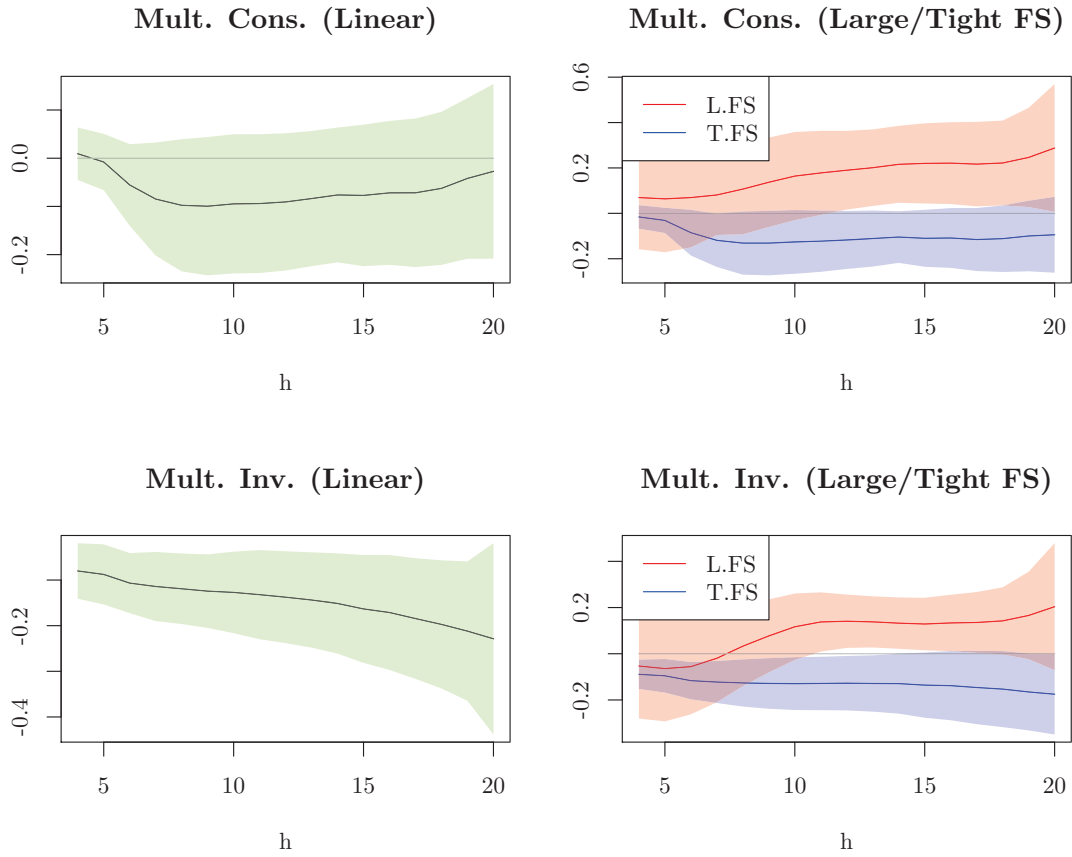 Mult. Cons. (Linear)
0.0
-0.2
5 10 15 20
h
Mult. Cons. (Large/Tight FS)
L.FS
T.FS
0.6
0.2
-0.2
5 10 15 20
h
Mult. Inv. (Linear)
-0.2
-0.4
5 10 15 20
h
Mult. Inv. (Large/Tight FS)
L.FS
T.FS
0.2
-0.2
5 10 15 20
h